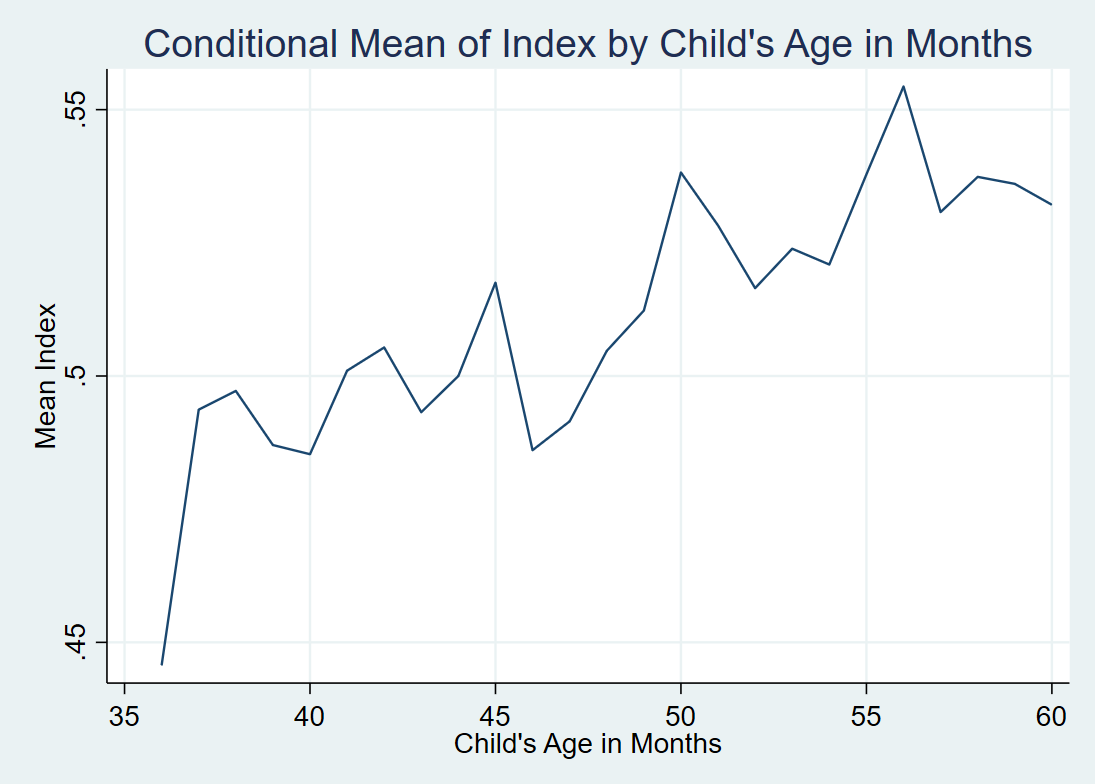 Conditional Mean of Index by Child's Age in Months
.55
.5
.45
Mean Index
35 40 45 50 55 60
Child's Age in Months